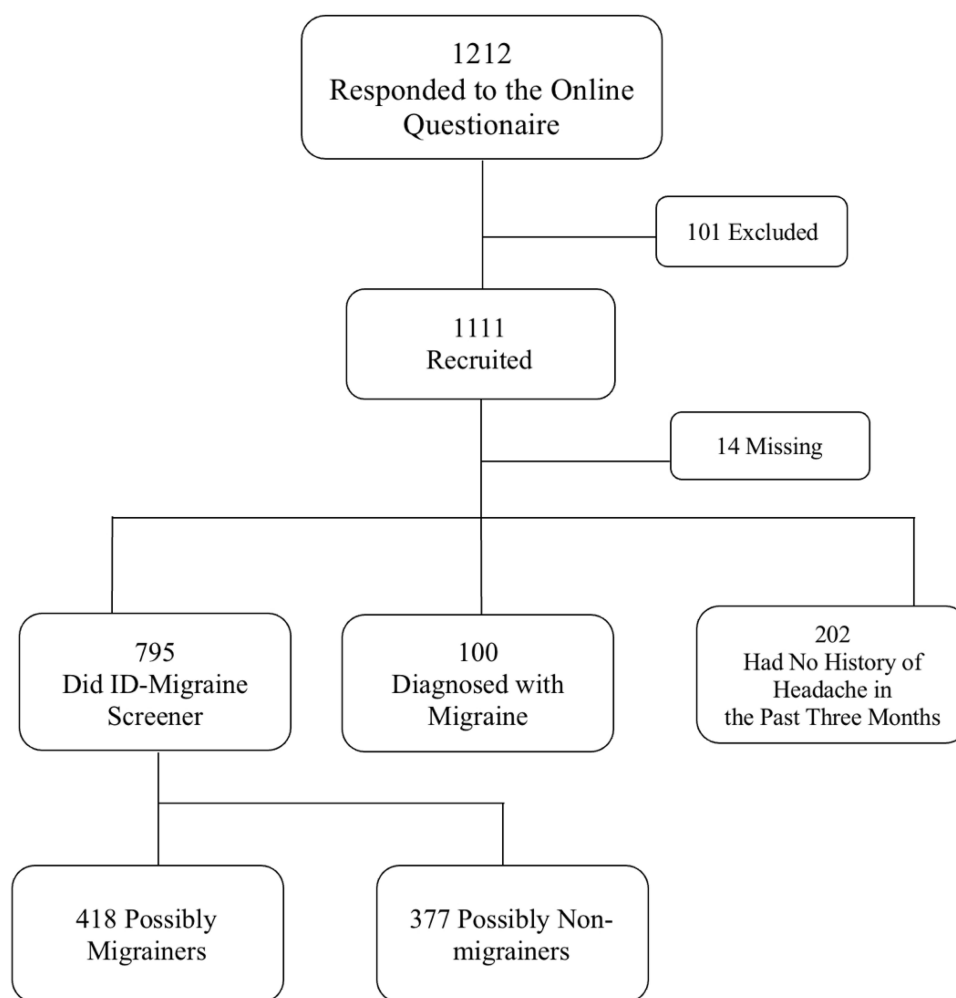 1212
Responded to the Online
Questionaire
101 Excluded
1111
Recruited
14 Missing
795
Did ID-Migraine
Screener
100
Diagnosed with
Migraine
202
Had No History of
Headache in
the Past Three Months
418 Possibly
Migrainers
377 Possibly Non-
migrainers